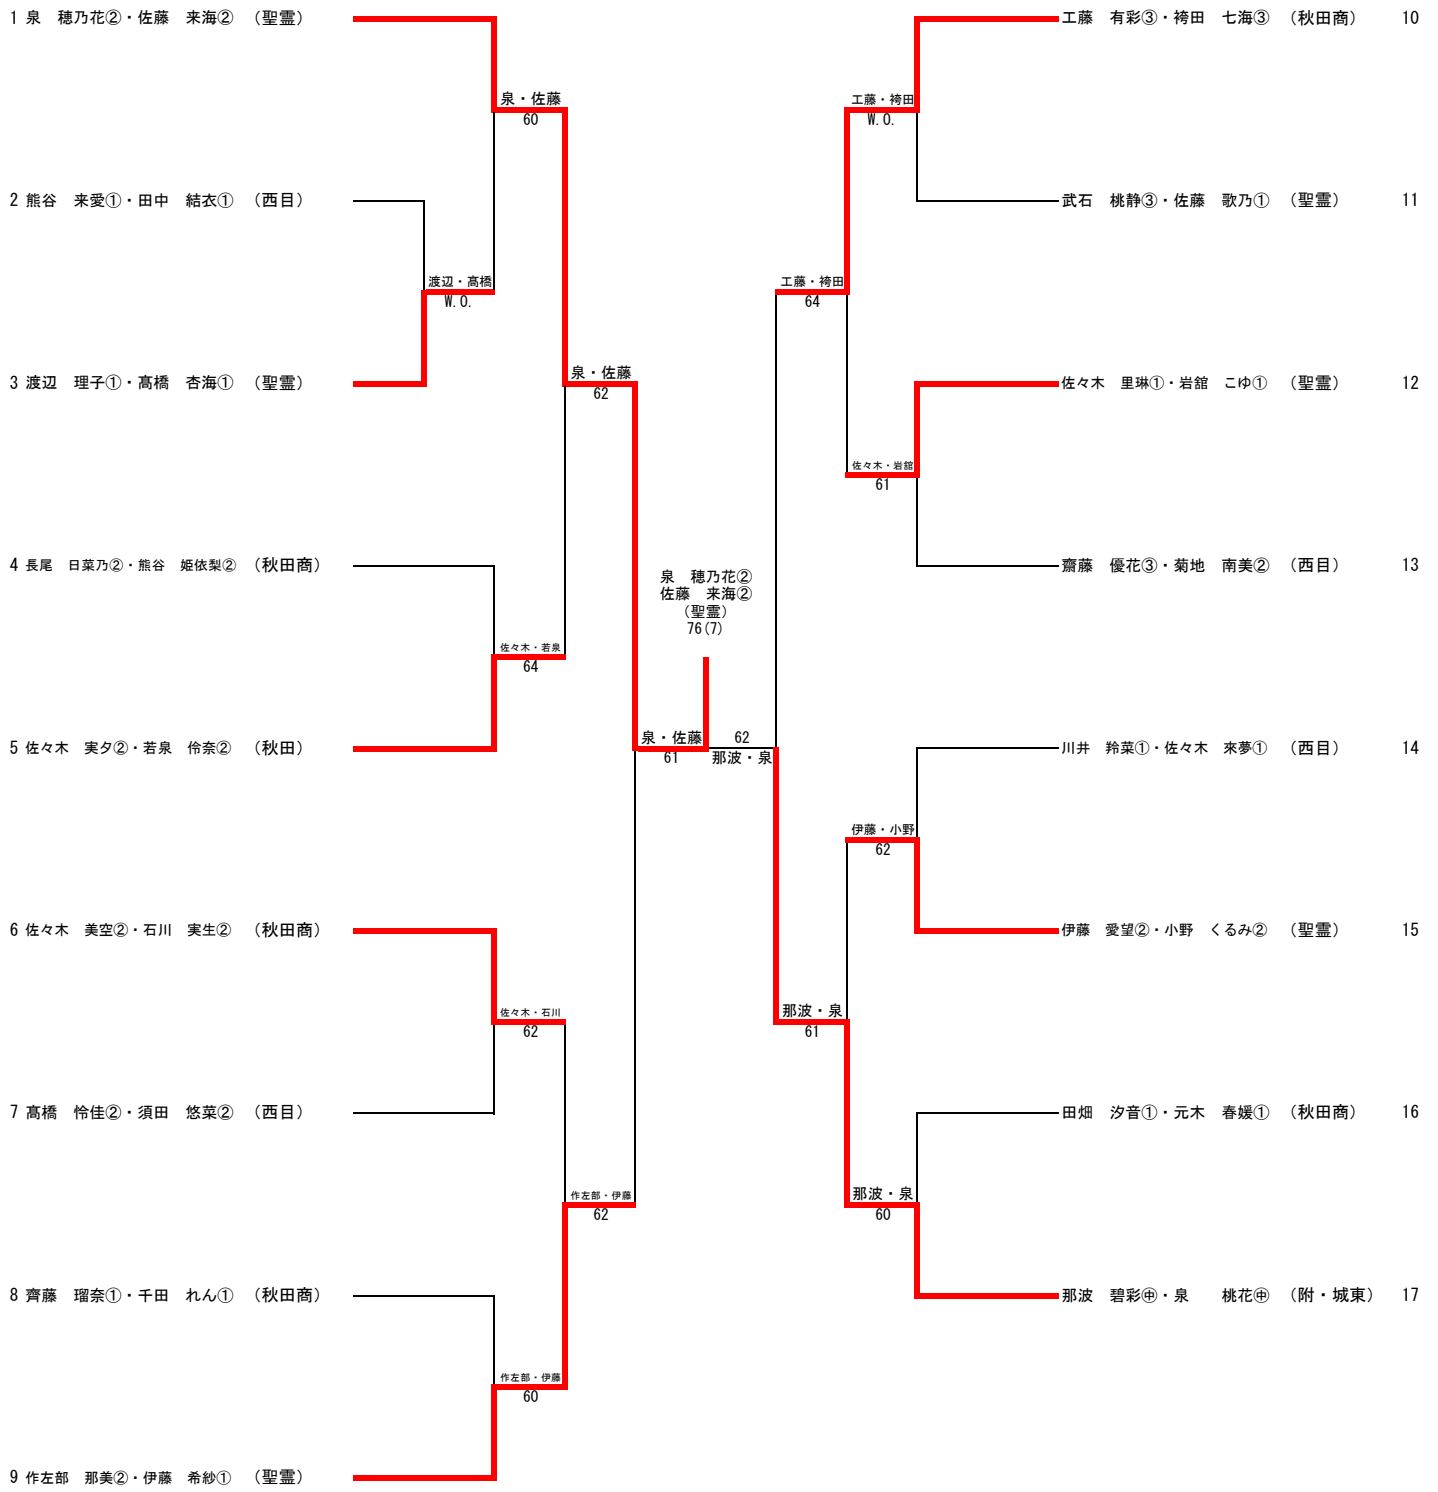 1 泉　穂乃花②・佐藤　来海②　（聖霊）
泉・佐藤
60
2 熊谷　来愛①・田中　結衣①　（西目）
渡辺・髙橋
W.O.
3 渡辺　理子①・髙橋　杏海①　（聖霊）
泉・佐藤
62
4 長尾　日菜乃②・熊谷　姫依梨②　（秋田商）
佐々木・若泉
64
5 佐々木　実夕②・若泉　伶奈②　（秋田）
泉・佐藤
61
6 佐々木　美空②・石川　実生②　（秋田商）
佐々木・石川
62
7 髙橋　怜佳②・須田　悠菜②　（西目）
作左部・伊藤
62
8 齊藤　瑠奈①・千田　れん①　（秋田商）
作左部・伊藤
60
9 作左部　那美②・伊藤　希紗①　（聖霊）
泉　穂乃花②
佐藤　来海②
（聖霊）
76(7)
62
那波・泉
工藤　有彩③・袴田　七海③　（秋田商）　10
工藤・袴田
W.O.
武石　桃静③・佐藤　歌乃①　（聖霊）　11
工藤・袴田
64
佐々木　里琳①・岩舘　こゆ①　（聖霊）　12
佐々木・岩舘
61
齋藤　優花③・菊地　南美②　（西目）　13
川井　羚菜①・佐々木　來夢①　（西目）　14
伊藤・小野
62
伊藤　愛望②・小野　くるみ②　（聖霊）　15
那波・泉
61
田畑　汐音①・元木　春媛①　（秋田商）　16
那波・泉
60
那波　碧彩㊥・泉　　桃花㊥　（附・城東）　17